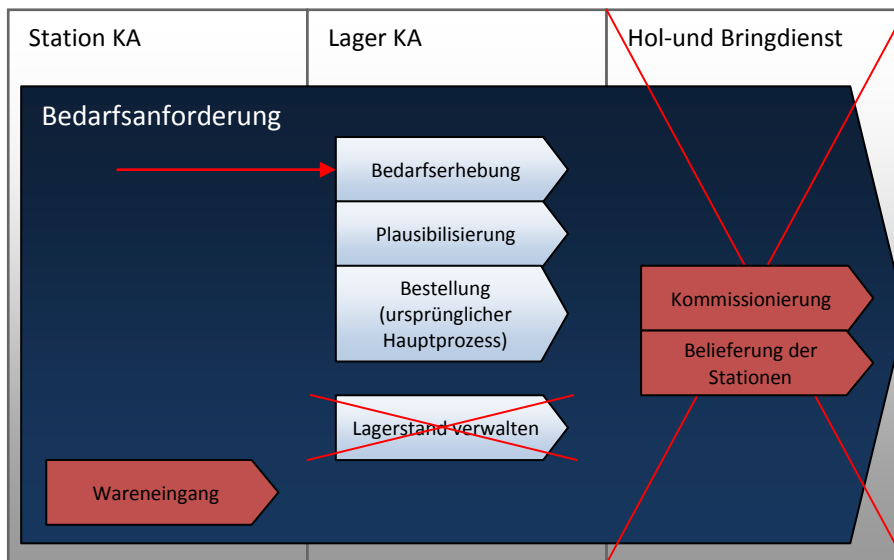 Station KA
Lager KA
Hol-und Bringdienst
Bedarfsanforderung
Bedarfserhebung
Plausibilisierung
Bestellung
(ursprünglicher
Hauptprozess)
Kommissionierung
Belieferung der
Stationen
Lagerstand verwalten
Wareneingang